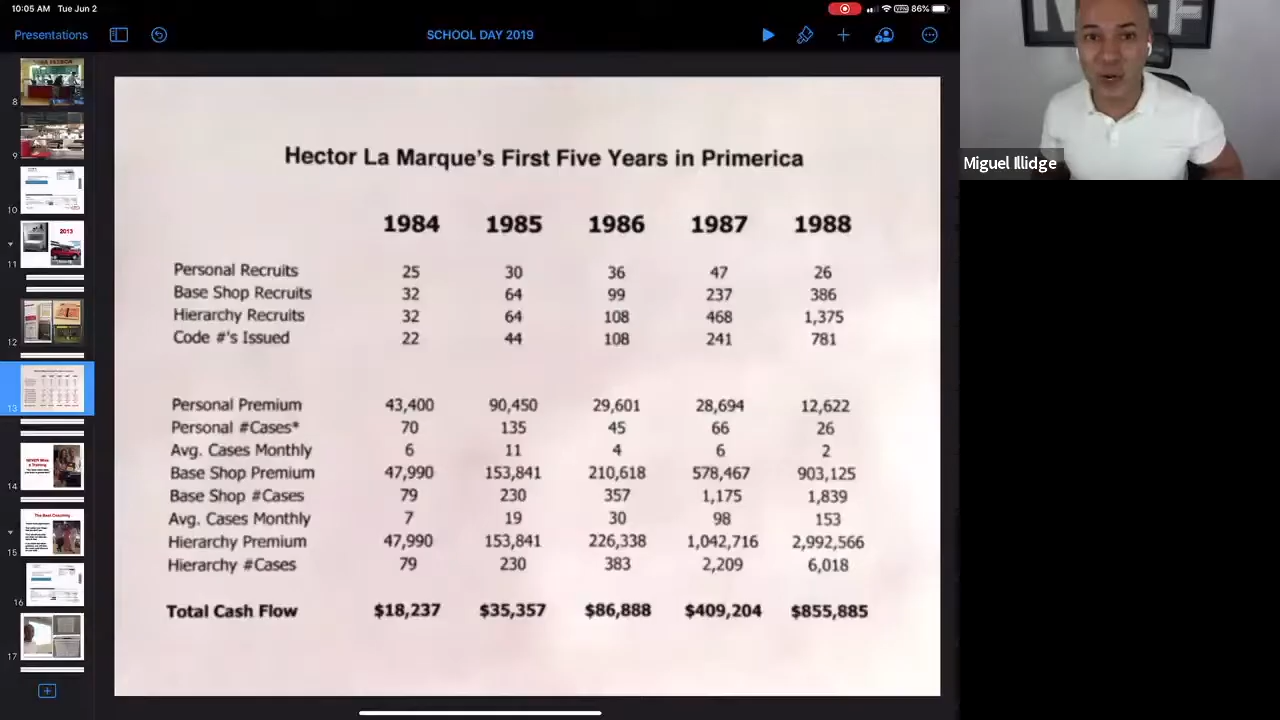 10:05 AM Tue Jun 2
VPN 86%
Presentations
SCHOOL DAY 2019
Miguel Illidge
8
9
10
2013
11
12
13
14
The Best Coaching
15
16
17
Hector La Marque's First Five Years in Primerica
1984 1985 1986 1987 1988
Personal Recruits 25 30 36 47 26
Base Shop Recruits 32 64 99 237 386
Hierarchy Recruits 32 64 108 468 1,375
Code #'s Issued 22 44 108 241 781
Personal Premium 43,400 90,450 29,601 28,694 12,622
Personal #Cases* 70 135 45 66 26
Avg. Cases Monthly 6 11 4 6 2
Base Shop Premium 47,990 153,841 210,618 578,467 903,125
Base Shop #Cases 79 230 357 1,175 1,839
Avg. Cases Monthly 7 19 30 98 153
Hierarchy Premium 47,990 153,841 226,338 1,042,716 2,992,566
Hierarchy #Cases 79 230 383 2,209 6,018
Total Cash Flow $18,237 $35,357 $86,888 $409,204 $855,885